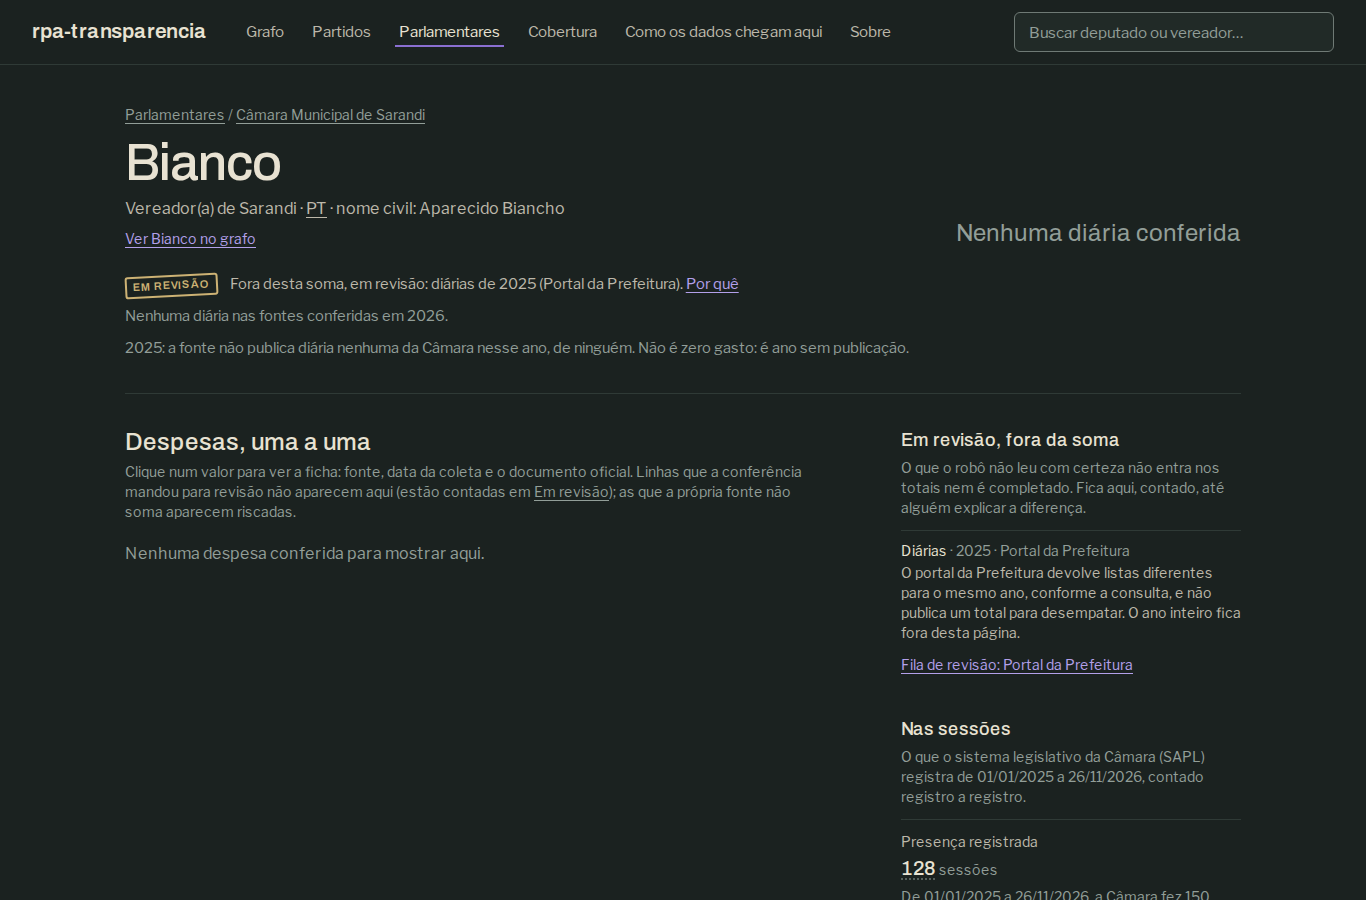 rpa-transparencia
Grafo
Partidos
Parlamentares
Cobertura
Como os dados chegam aqui
Sobre
Buscar deputado ou vereador...
Parlamentares / Câmara Municipal de Sarandi
Bianco
Vereador(a) de Sarandi · PT · nome civil: Aparecido Biancho
Ver Bianco no grafo
Nenhuma diária conferida
EM REVISÃO
Fora desta soma, em revisão: diárias de 2025 (Portal da Prefeitura). Por quê
Nenhuma diária nas fontes conferidas em 2026.
2025: a fonte não publica diária nenhuma da Câmara nesse ano, de ninguém. Não é zero gasto: é ano sem publicação.
Despesas, uma a uma
Clique num valor para ver a ficha: fonte, data da coleta e o documento oficial. Linhas que a conferência
mandou para revisão não aparecem aqui (estão contadas em Em revisão); as que a própria fonte não
soma aparecem riscadas.
Nenhuma despesa conferida para mostrar aqui.
Em revisão, fora da soma
O que o robô não leu com certeza não entra nos
totais nem é completado. Fica aqui, contado, até
alguém explicar a diferença.
Diárias · 2025 · Portal da Prefeitura
O portal da Prefeitura devolve listas diferentes
para o mesmo ano, conforme a consulta, e não
publica um total para desempatar. O ano inteiro fica
fora desta página.
Fila de revisão: Portal da Prefeitura
Nas sessões
O que o sistema legislativo da Câmara (SAPL)
registra de 01/01/2025 a 26/11/2026, contado
registro a registro.
Presença registrada
128 sessões
De 01/01/2025 a 26/11/2026, a Câmara fez 150